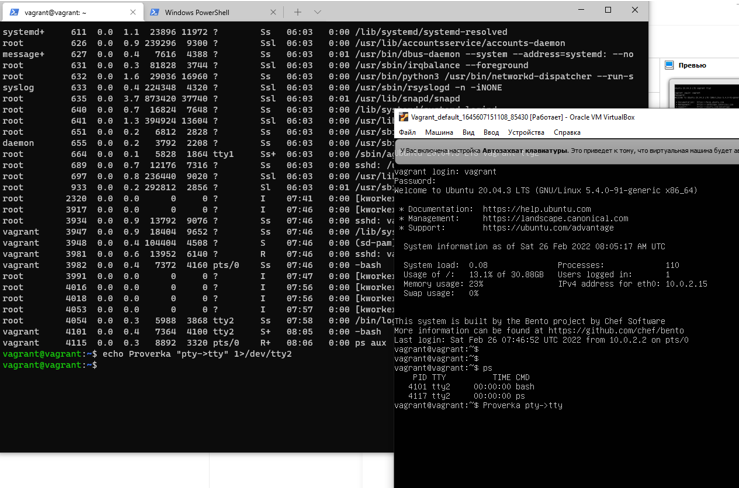 vagrant@vagrant: ~
Windows PowerShell
systemd+ 611 0.0 1.1 23896 11972 ? Ss 06:03 0:00 /lib/systemd/systemd-resolved
root 626 0.0 0.9 239296 9300 ? Ssl 06:03 0:00 /usr/lib/accountsservice/accounts-daemon
message+ 627 0.0 0.4 7616 4388 ? Ss 06:03 0:01 /usr/bin/dbus-daemon --system --address=systemd: --no
root 631 0.0 0.3 81828 3744 ? Ssl 06:03 0:00 /usr/sbin/irqbalance --foreground
root 632 0.0 1.6 29036 16960 ? Ss 06:03 0:00 /usr/bin/python3 /usr/bin/networkd-dispatcher --run-s
syslog 633 0.0 0.4 224348 4320 ? Ssl 06:03 0:00 /usr/sbin/rsyslogd -n -iNONE
root 635 0.0 3.7 873420 37740 ? Ssl 06:03 0:01 /usr/lib/snapd/snapd
root 640 0.0 0.7 16824 7648 ? Ss 06:03 0:00 /lib/
root 641 0.0 1.3 394924 13604 ? Ssl 06:03 0:00 /usr/
root 651 0.0 0.2 6812 2828 ? Ss 06:03 0:00 /usr/sb
daemon 655 0.0 0.2 3792 2208 ? Ss 06:03 0:00 /usr/sb
root 664 0.0 0.1 5828 1864 tty1 Ss+ 06:03 0:00 /sbin/a
root 689 0.0 0.7 12176 7316 ? Ss 06:03 0:00 sshd: /
root 697 0.0 0.8 236440 9020 ? Ssl 06:03 0:00 /usr/li
root 933 0.0 0.2 292812 2856 ? Sl 06:03 0:01 /usr/sb
root 2320 0.0 0.0 0 0 ? I 07:41 0:00 [kworke
root 3917 0.0 0.0 0 0 ? I 07:46 0:00 [kworke
root 3934 0.0 0.9 13792 9076 ? Ss 07:46 0:00 sshd: va
vagrant 3947 0.0 0.9 18404 9652 ? Ss 07:46 0:00 /lib/sy
vagrant 3948 0.0 0.4 104404 4508 ? S 07:46 0:00 (sd-pam
vagrant 3981 0.0 0.6 13952 6140 ? R 07:46 0:00 sshd: va
vagrant 3982 0.0 0.4 7372 4160 pts/0 Ss 07:46 0:00 -bash
root 3991 0.0 0.0 0 0 ? I 07:47 0:00 [kworke
root 4016 0.0 0.0 0 0 ? I 07:56 0:00 [kworke
root 4018 0.0 0.0 0 0 ? I 07:56 0:00 [kworke
root 4053 0.0 0.0 0 0 ? I 07:57 0:00 [kworke
root 4054 0.0 0.3 5988 3868 tty2 Ss 07:58 0:00 /bin/lo
vagrant 4101 0.0 0.4 7364 4100 tty2 S+ 08:05 0:00 -bash
vagrant 4115 0.0 0.3 8892 3320 pts/0 R+ 08:06 0:00 ps aux
vagrant@vagrant:~$ echo Proverka "pty->tty" 1>/dev/tty2
vagrant@vagrant:~$
Превью
Vagrant_default_1645607151108_85430 [Работает] - Oracle VM VirtualBox
Файл Машина Вид Ввод Устройства Справка
У Вас включена настройка Автозахват клавиатуры. Это приведет к тому, что виртуальная машина будет ав
vagrant login: vagrant
Password:
Welcome to Ubuntu 20.04.3 LTS (GNU/Linux 5.4.0-91-generic x86_64)
* Documentation: https://help.ubuntu.com
* Management: https://landscape.canonical.com
* Support: https://ubuntu.com/advantage
System information as of Sat 26 Feb 2022 08:05:17 AM UTC
System load: 0.08 Processes: 110
Usage of /: 13.1% of 30.88GB Users logged in: 1
Memory usage: 23% IPv4 address for eth0: 10.0.2.15
Swap usage: 0%
This system is built by the Bento project by Chef Software
More information can be found at https://github.com/chef/bento
Last login: Sat Feb 26 07:46:52 UTC 2022 from 10.0.2.2 on pts/0
vagrant@vagrant:~$
vagrant@vagrant:~$
vagrant@vagrant:~$ ps
PID TTY TIME CMD
4101 tty2 00:00:00 bash
4117 tty2 00:00:00 ps
vagrant@vagrant:~$ Proverka pty->tty